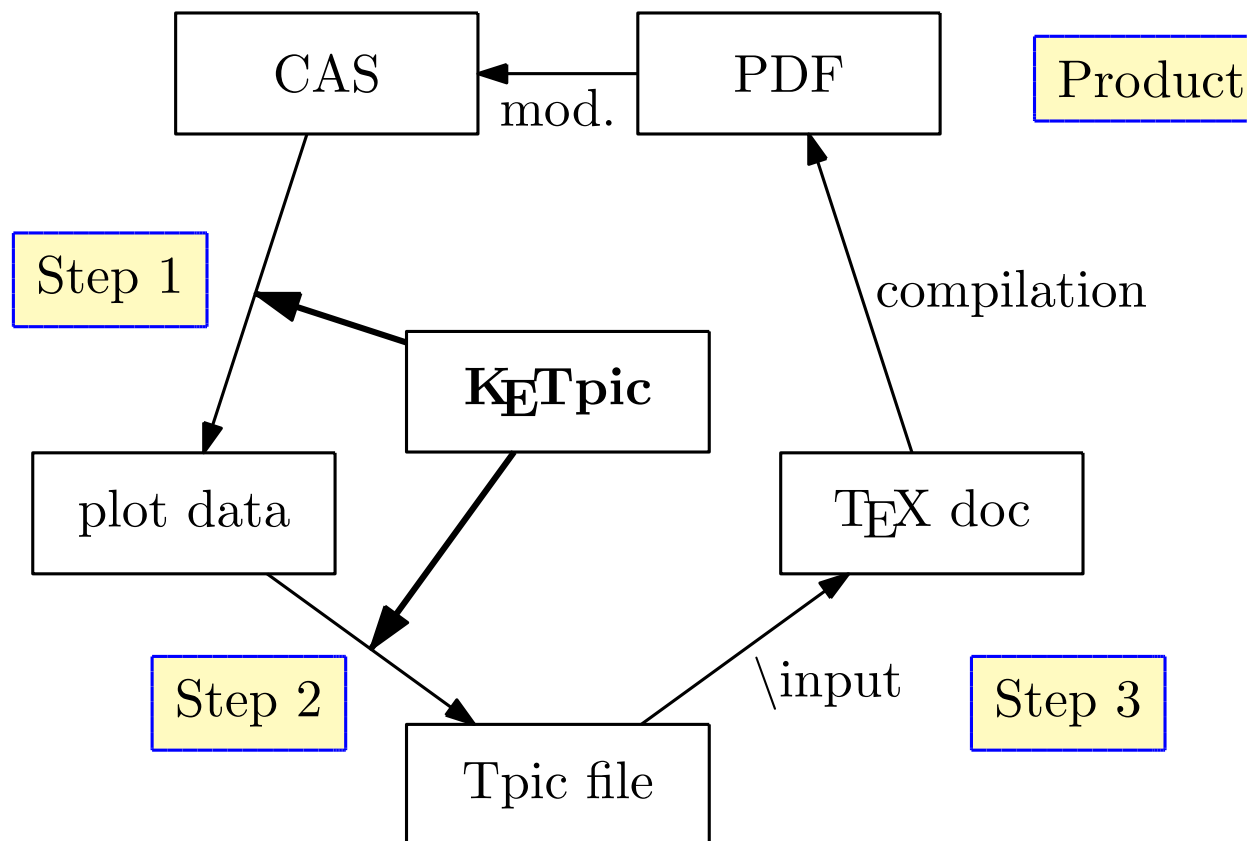 CAS
PDF
Product
mod.
Step 1
compilation
KETpic
plot data
TEX doc
Step 2
\input
Step 3
Tpic file